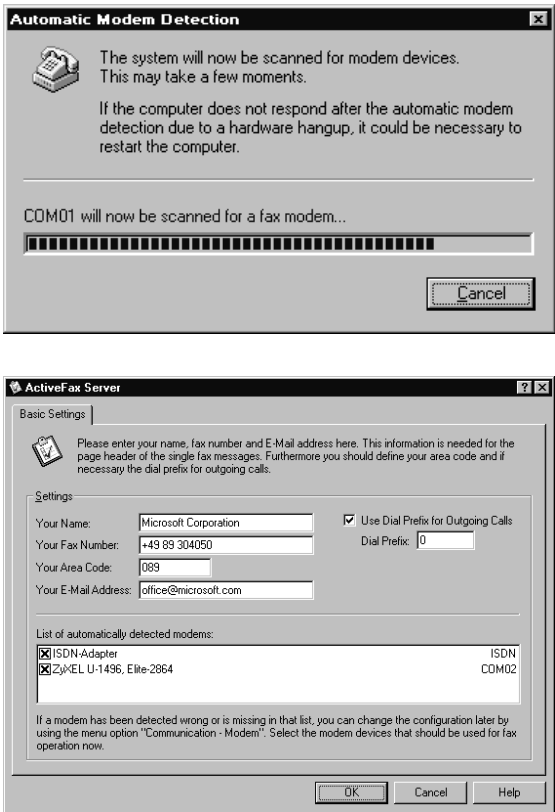 Automatic Modem Detection
The system will now be scanned for modem devices.
This may take a few moments.
If the computer does not respond after the automatic modem
detection due to a hardware hangup, it could be necessary to
restart the computer.
COM01 will now be scanned for a fax modem...
Cancel
ActiveFax Server
Basic Settings
Please enter your name, fax number and E-Mail address here. This information is needed for the
page header of the single fax messages. Furthermore you should define your area code and if
necessary the dial prefix for outgoing calls.
Settings
Your Name: Microsoft Corporation
Use Dial Prefix for Outgoing Calls
Your Fax Number: +49 89 304050
Dial Prefix: 0
Your Area Code: 089
Your E-Mail Address: office@microsoft.com
List of automatically detected modems:
ISDN-Adapter ISDN
ZyXEL U-1496, Elite-2864 COM02
If a modem has been detected wrong or is missing in that list, you can change the configuration later by
using the menu option "Communication - Modem". Select the modem devices that should be used for fax
operation now.
OK Cancel Help